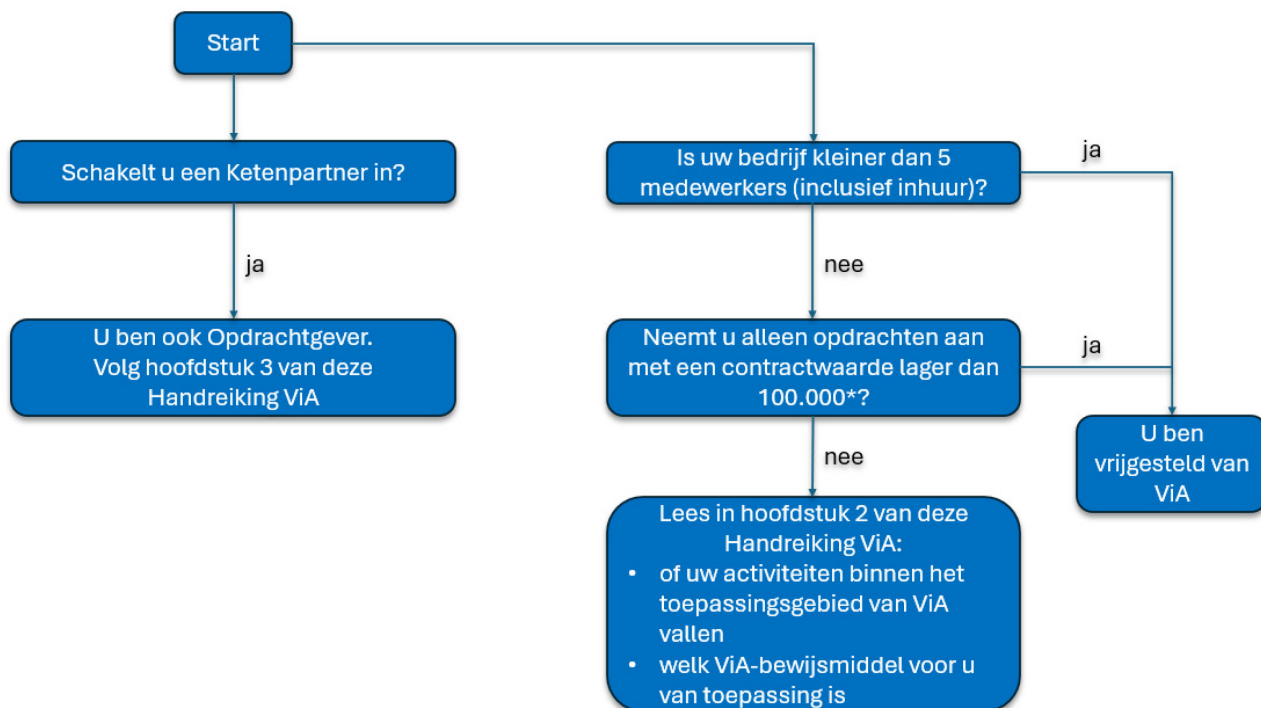 Start
Schakelt u een Ketenpartner in?
ja
U ben ook Opdrachtgever.
Volg hoofdstuk 3 van deze
Handreiking ViA
Is uw bedrijf kleiner dan 5
medewerkers (inclusief inhuur)?
ja
nee
Neemt u alleen opdrachten aan
met een contractwaarde lager dan
100.000*?
ja
nee
U ben
vrijgesteld van
ViA
Lees in hoofdstuk 2 van deze
Handreiking ViA:
• of uw activiteiten binnen het
toepassingsgebied van ViA
vallen
• welk ViA-bewijsmiddel voor u
van toepassing is